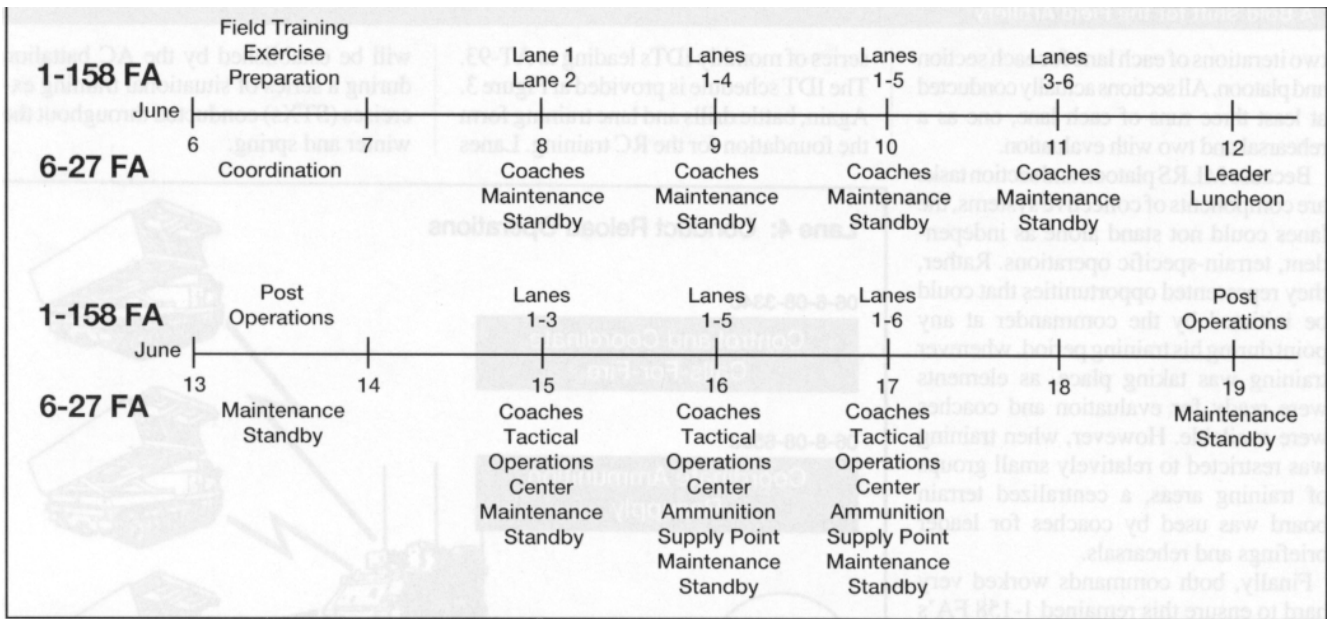 Field Training
Exercise
Preparation
Lane 1
Lane 2
Lanes
1-4
Lanes
1-5
Lanes
3-6
1-158 FA
June
6
7
8
9
10
11
12
6-27 FA
Coordination
Coaches
Maintenance
Standby
Coaches
Maintenance
Standby
Coaches
Maintenance
Standby
Coaches
Maintenance
Standby
Leader
Luncheon
1-158 FA
Post
Operations
Lanes
1-3
Lanes
1-5
Lanes
1-6
Post
Operations
June
13
14
15
16
17
18
19
6-27 FA
Maintenance
Standby
Coaches
Tactical
Operations
Center
Maintenance
Standby
Coaches
Tactical
Operations
Center
Ammunition
Supply Point
Maintenance
Standby
Coaches
Tactical
Operations
Center
Ammunition
Supply Point
Maintenance
Standby
Maintenance
Standby